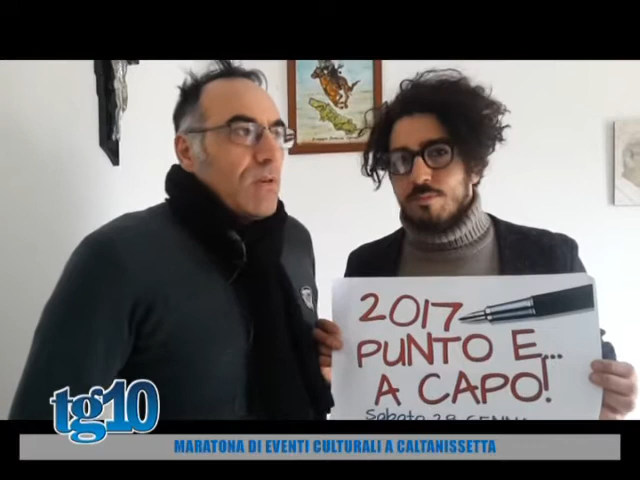 2017
PUNTO E...
A CAPO!
tg10
MARATONA DI EVENTI CULTURALI A CALTANISSETTA